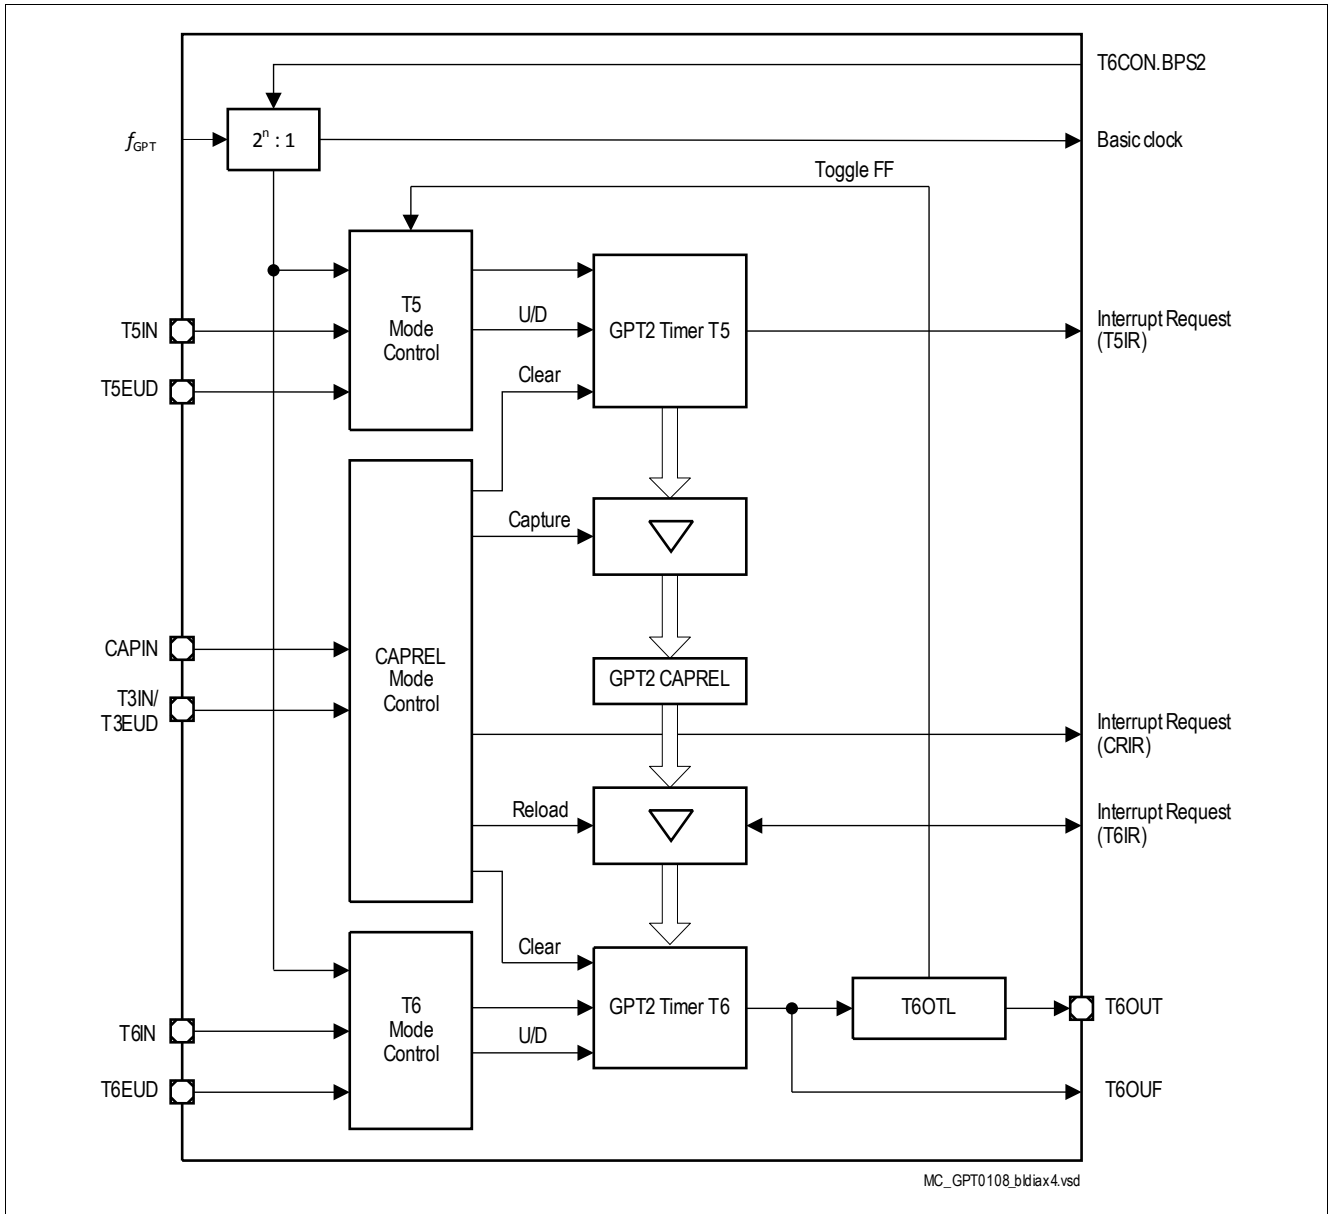 T6CON.BPS2
fGPT
2n : 1
Basic clock
Toggle FF
T5
Mode
Control
U/D
GPT2 Timer T5
T5IN
Interrupt Request
(T5IR)
T5EUD
Clear
Capture
CAPIN
CAPREL
Mode
Control
GPT2 CAPREL
T3IN/
T3EUD
Interrupt Request
(CRIR)
Reload
Interrupt Request
(T6IR)
Clear
T6
Mode
Control
GPT2 Timer T6
T6OTL
T6OUT
T6IN
U/D
T6EUD
T6OUF
MC_GPT0108_bldiax4.vsd